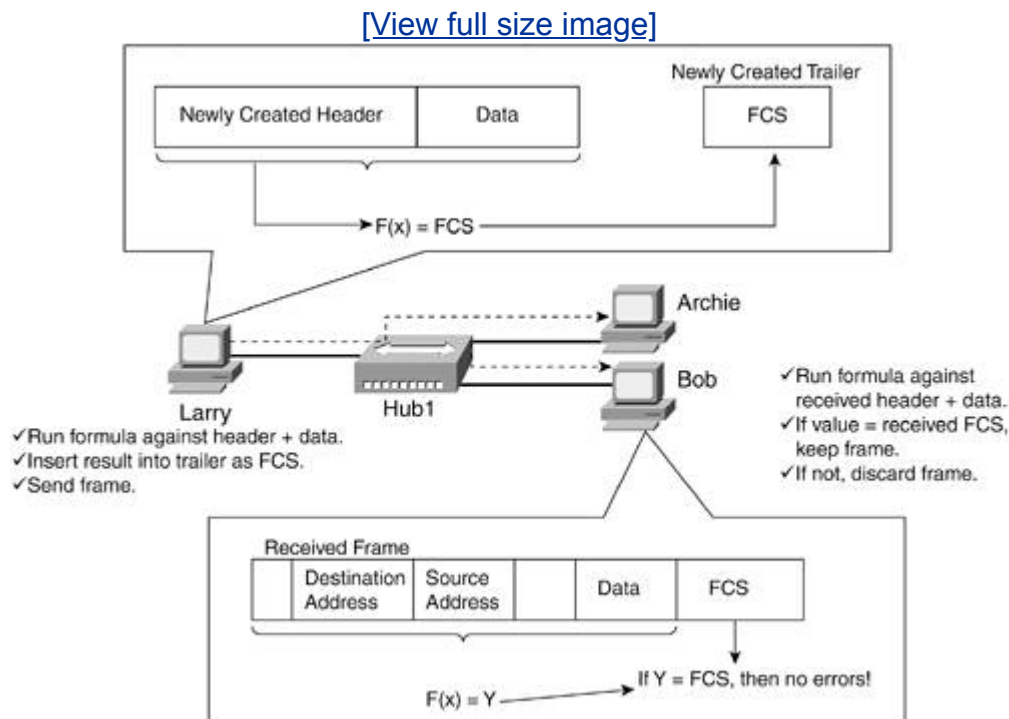 [View full size image]
Newly Created Trailer
Newly Created Header
Data
FCS
F(x) = FCS
Archie
Larry
Hub1
Bob
✓Run formula against header + data.
✓Insert result into trailer as FCS.
✓Send frame.
✓Run formula against
received header + data.
✓If value = received FCS,
keep frame.
✓If not, discard frame.
Received Frame
Destination
Address
Source
Address
Data
FCS
If Y = FCS, then no errors!
F(x) = Y